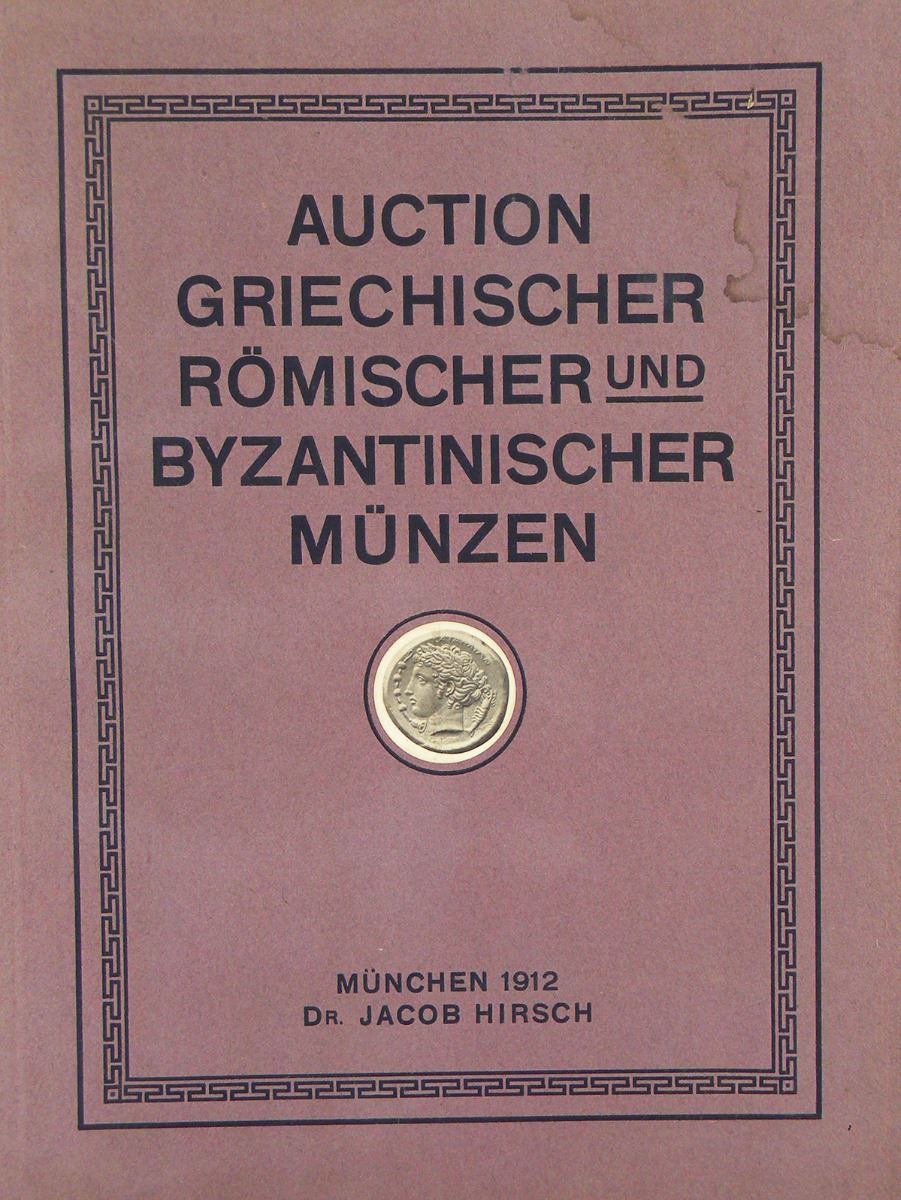 AUCTION
GRIECHISCHER
RÖMISCHER UND
BYZANTINISCHER
MÜNZEN
MÜNCHEN 1912
DR. JACOB HIRSCH